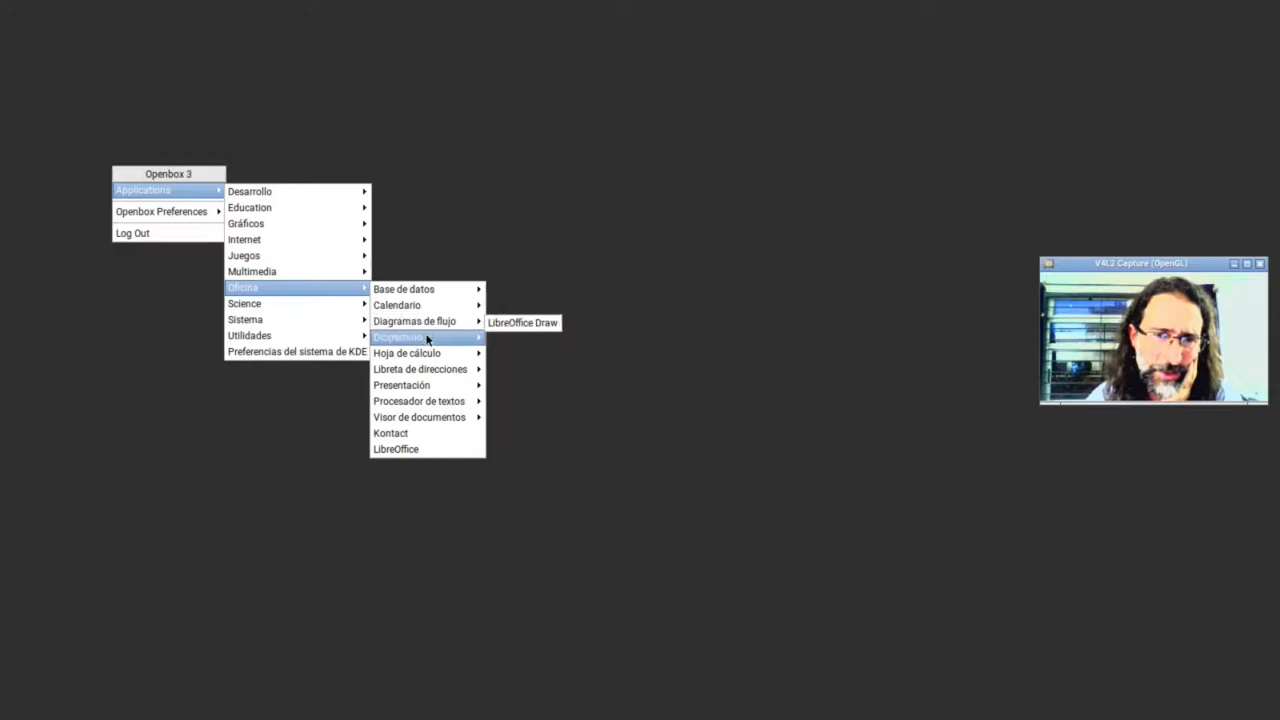 Openbox 3
Applications
Openbox Preferences
Log Out
Desarrollo
Education
Gráficos
Internet
Juegos
Multimedia
Oficina
Science
Sistema
Utilidades
Preferencias del sistema de KDE
Base de datos
Calendario
Diagramas de flujo
Hoja de cálculo
Libreta de direcciones
Presentación
Procesador de textos
Visor de documentos
Kontact
LibreOffice
LibreOffice Draw
V4L2 Capture (OpenGL)